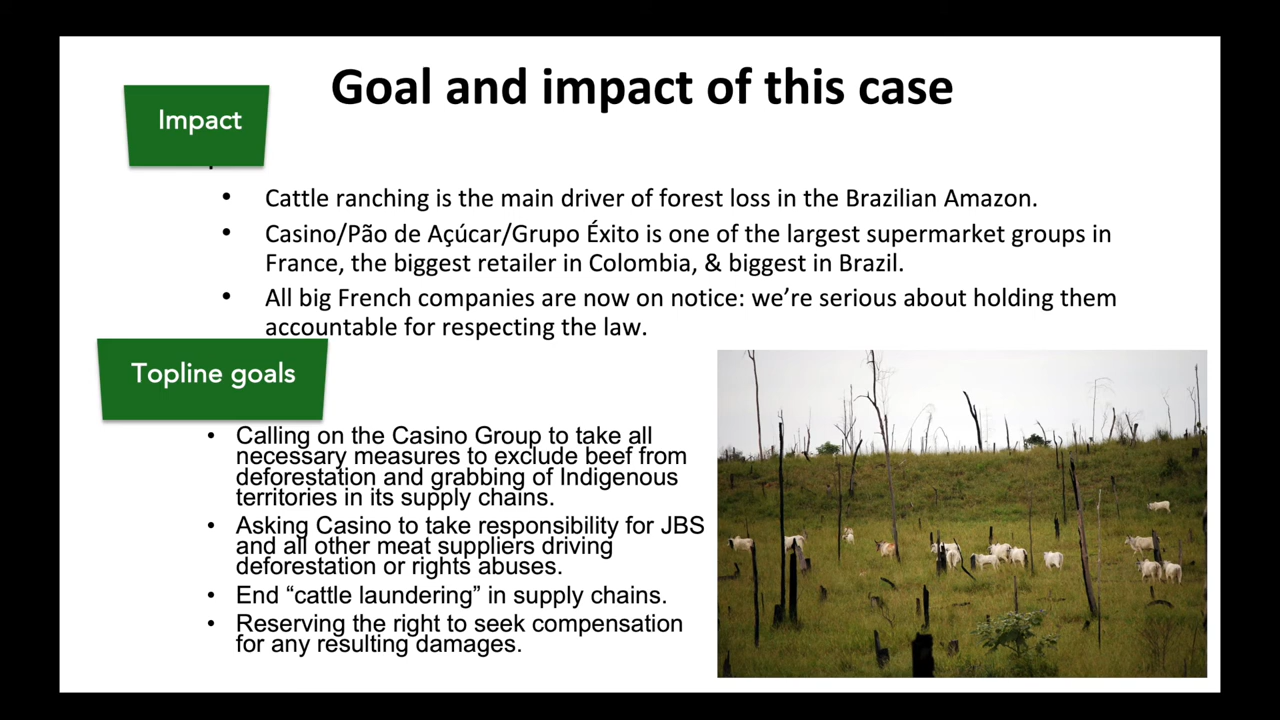 Goal and impact of this case
Impact
• Cattle ranching is the main driver of forest loss in the Brazilian Amazon.
• Casino/Pão de Açúcar/Grupo Éxito is one of the largest supermarket groups in
France, the biggest retailer in Colombia, & biggest in Brazil.
• All big French companies are now on notice: we’re serious about holding them
accountable for respecting the law.
Topline goals
• Calling on the Casino Group to take all
necessary measures to exclude beef from
deforestation and grabbing of Indigenous
territories in its supply chains.
• Asking Casino to take responsibility for JBS
and all other meat suppliers driving
deforestation or rights abuses.
• End “cattle laundering” in supply chains.
• Reserving the right to seek compensation
for any resulting damages.